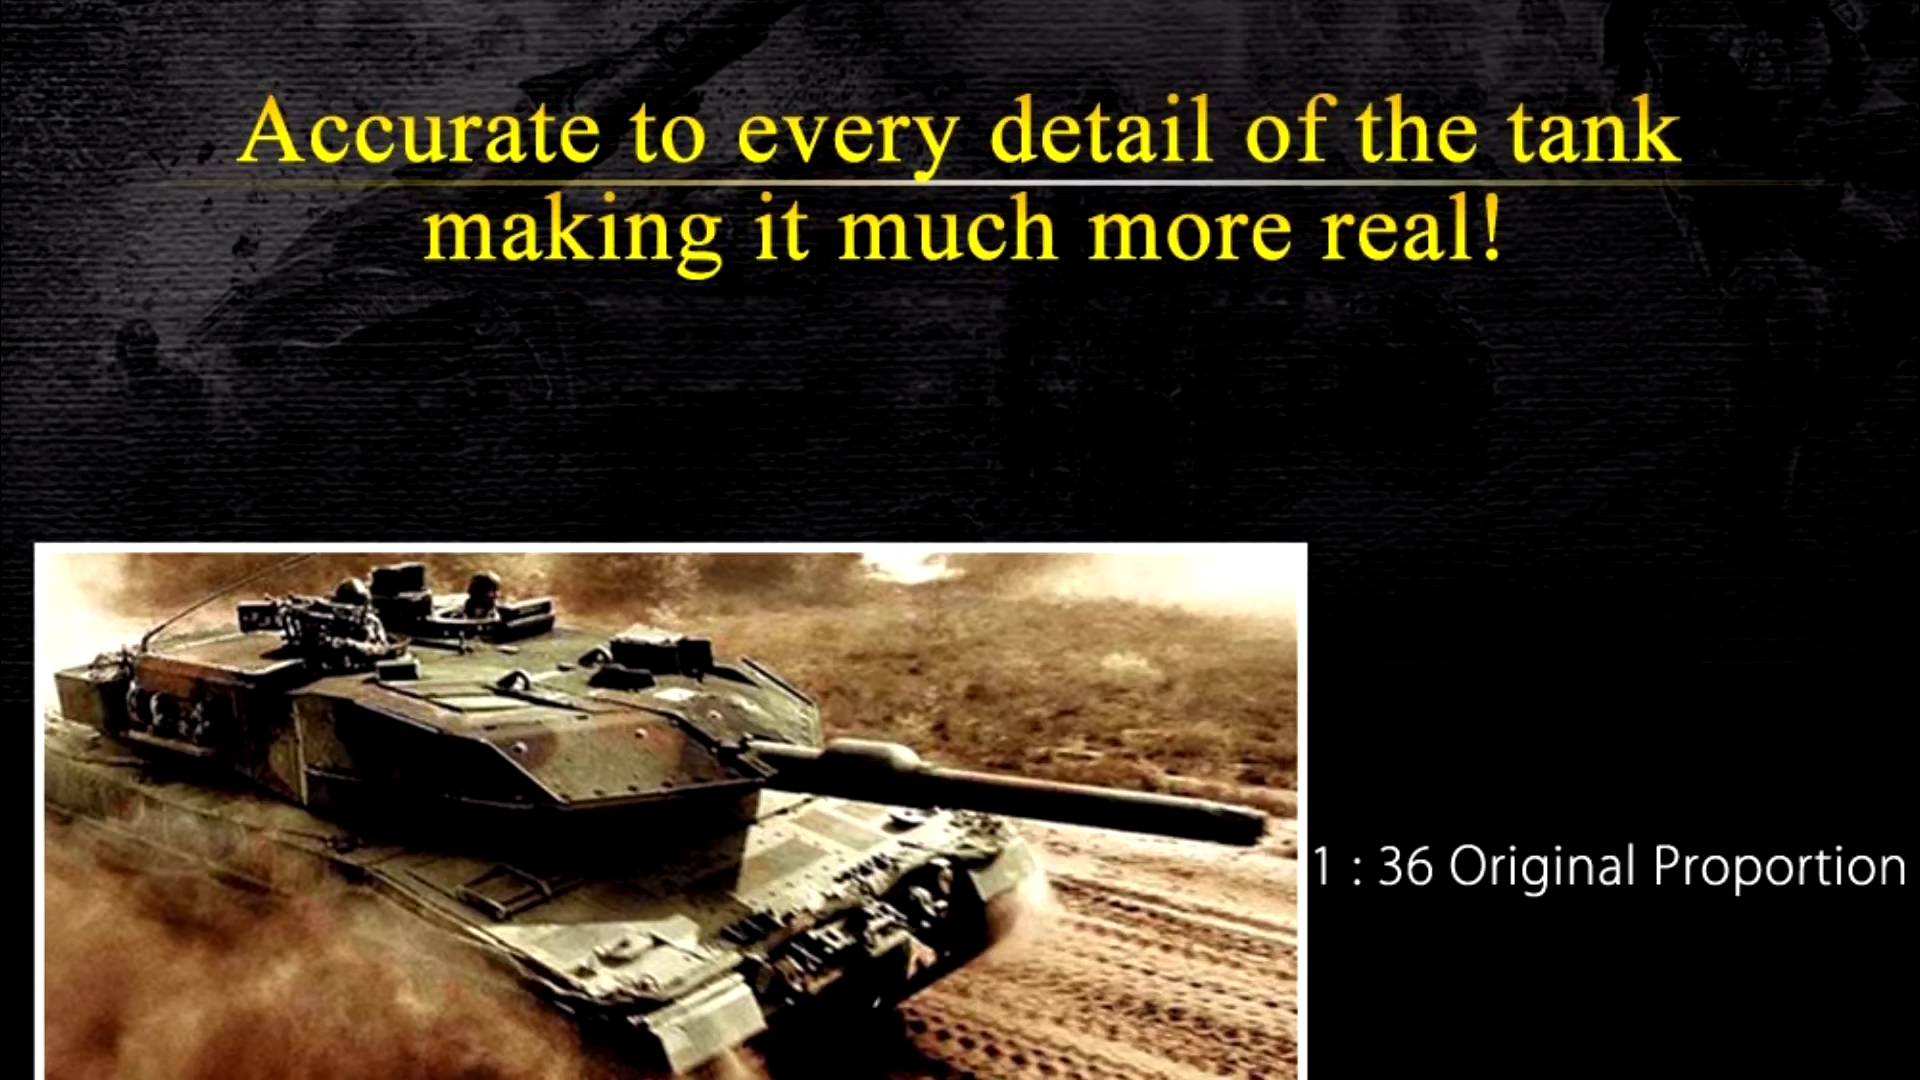 Accurate to every detail of the tank
making it much more real!
1 : 36 Original Proportion